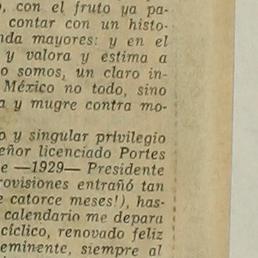 , con el fruto ya pa-
contar con un histo-
nda mayores: y en el
y valora y estima a
o somos, un claro in-
México no todo, sino
a y mugre contra mo-
o y singular privilegio
eñor licenciado Portes
e —1929— Presidente
rovisiones entrañó tan
e catorce meses!), has-
calendario me depara
cíclico, renovado feliz
eminente, siempre al